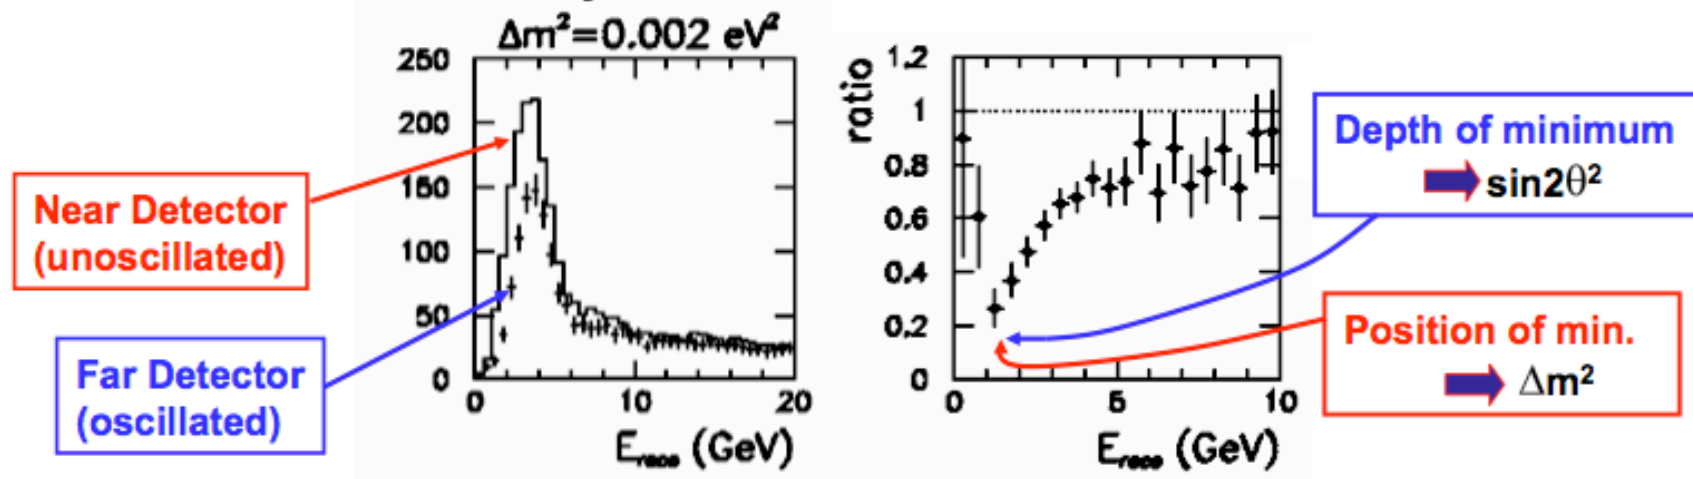 Δm²=0.002 eV²
250
200
150
100
50
0
0 10 20
E_reco (GeV)
Near Detector
(unoscillated)
Far Detector
(oscillated)
ratio
1.2
1
0.8
0.6
0.4
0.2
0
0 5 10
E_reco (GeV)
Depth of minimum
sin2θ²
Position of min.
Δm²